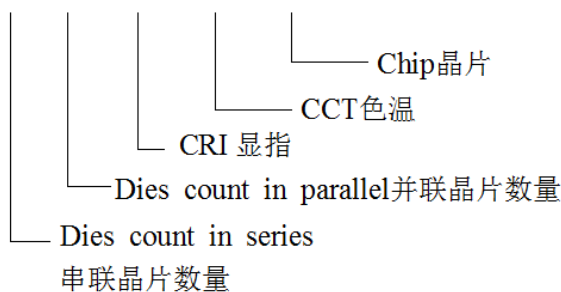 Chip晶片
CCT色温
CRI 显指
Dies count in parallel并联晶片数量
Dies count in series
串联晶片数量